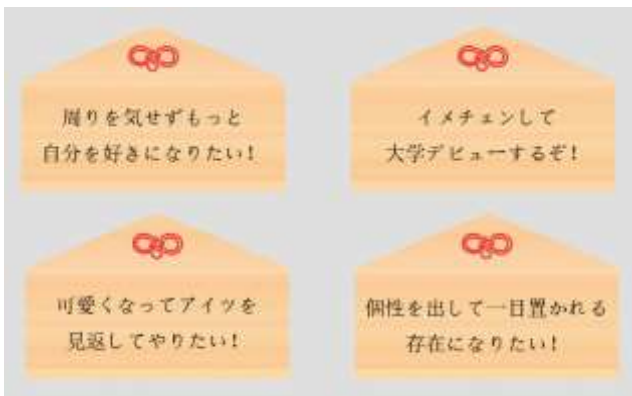 周りを気せずもっと
自分を好きになりたい！
イメチェンして
大学デビューするぞ！
可愛くなってアイツを
見返してやりたい！
個性を出して一目置かれる
存在になりたい！